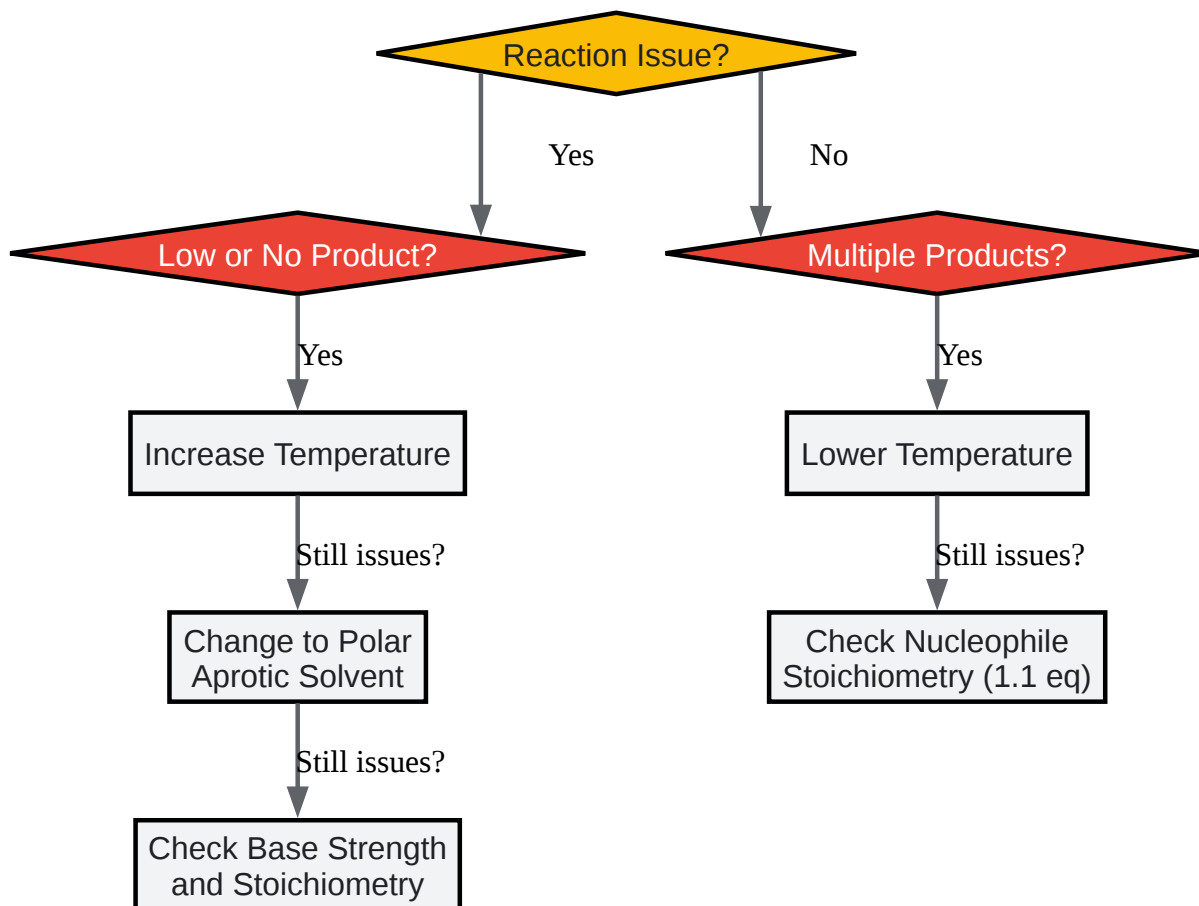 Reaction Issue?
Yes
No
Low or No Product?
Multiple Products?
Yes
Yes
Increase Temperature
Lower Temperature
Still issues?
Still issues?
Change to Polar
Aprotic Solvent
Check Nucleophile
Stoichiometry (1.1 eq)
Still issues?
Check Base Strength
and Stoichiometry